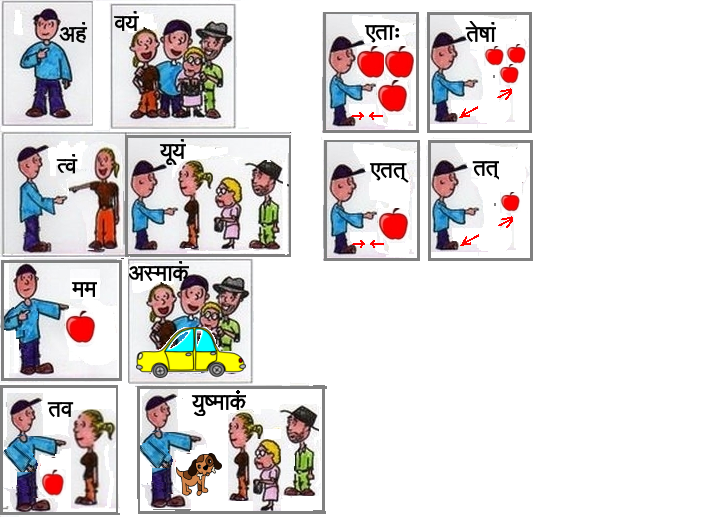 अहं
वयं
एताः
तेषां
त्वं
यूयं
एतत्
तत्
मम
अस्माकं
तव
युष्माकं